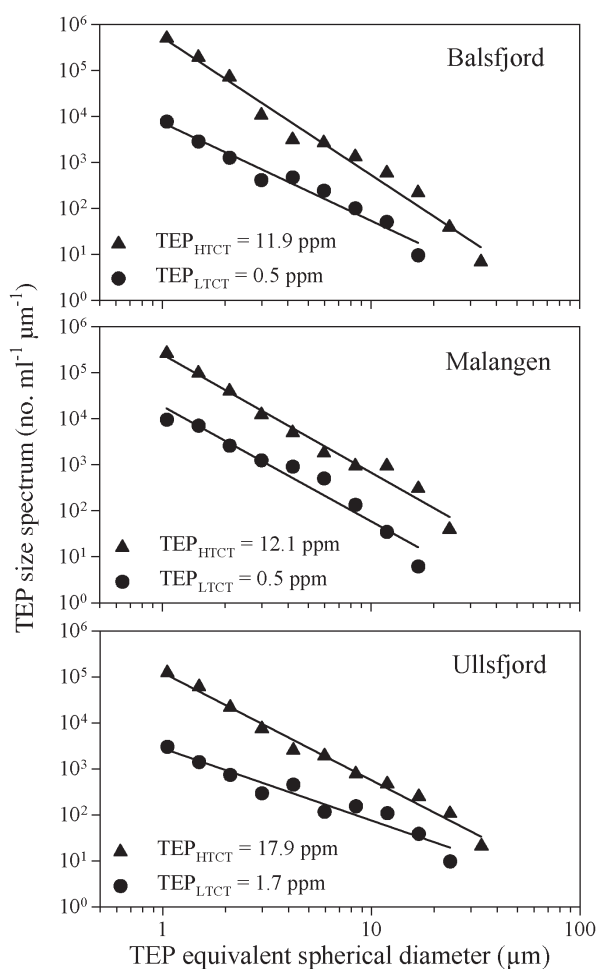 TEP size spectrum (no. ml⁻¹ µm⁻¹)
10⁶
10⁵
10⁴
10³
10²
10¹
10⁰
Balsfjord
▲ TEP_HTCT = 11.9 ppm
● TEP_LTCT = 0.5 ppm
10⁶
10⁵
10⁴
10³
10²
10¹
10⁰
Malangen
▲ TEP_HTCT = 12.1 ppm
● TEP_LTCT = 0.5 ppm
10⁶
10⁵
10⁴
10³
10²
10¹
10⁰
Ullsfjord
▲ TEP_HTCT = 17.9 ppm
● TEP_LTCT = 1.7 ppm
1 10 100
TEP equivalent spherical diameter (µm)